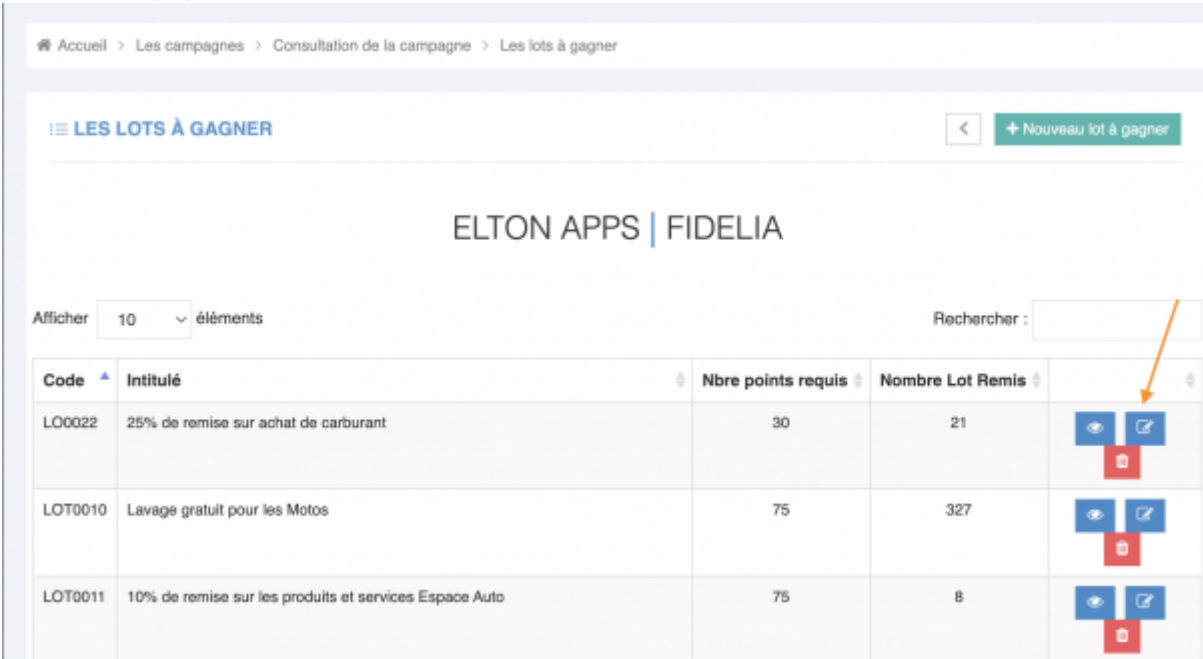 Accueil > Les campagnes > Consultation de la campagne > Les lots à gagner
LES LOTS À GAGNER
< + Nouveau lot à gagner
ELTON APPS | FIDELIA
Afficher 10 éléments Rechercher :
Code Intitulé Nbre points requis Nombre Lot Remis
LO0022 25% de remise sur achat de carburant 30 21
LOT0010 Lavage gratuit pour les Motos 75 327
LOT0011 10% de remise sur les produits et services Espace Auto 75 8